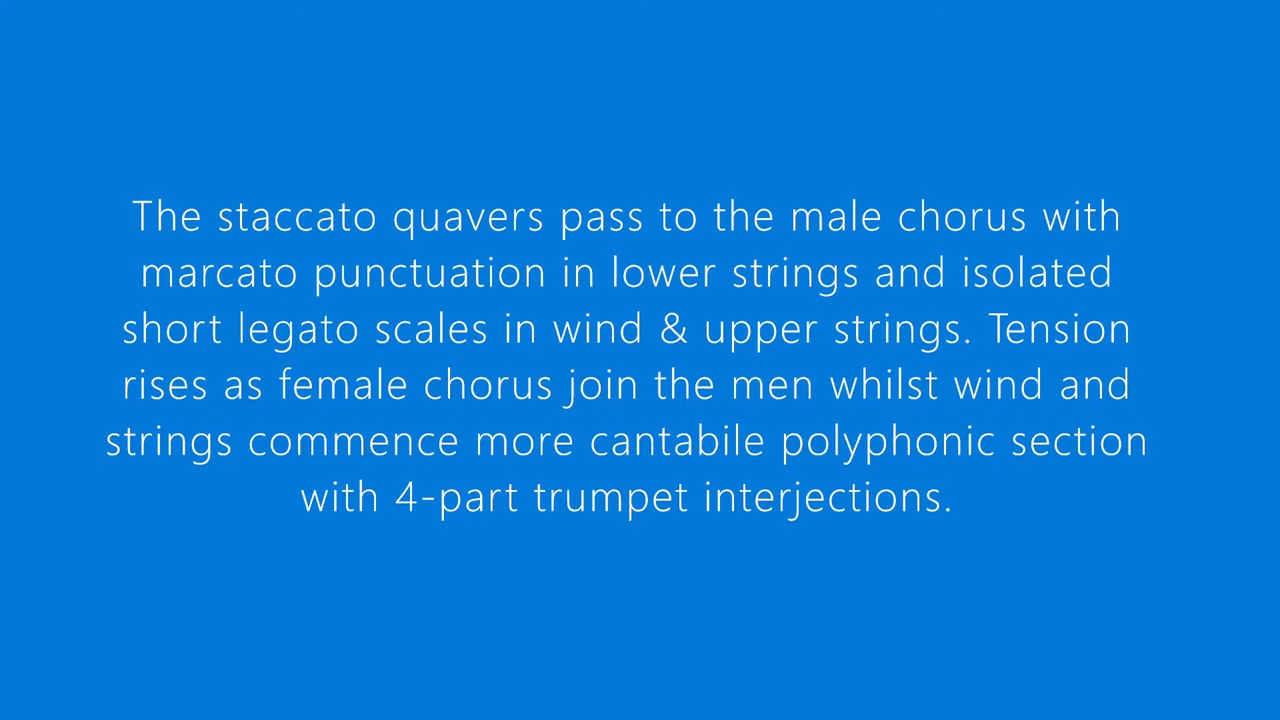 The staccato quavers pass to the male chorus with
marcato punctuation in lower strings and isolated
short legato scales in wind & upper strings. Tension
rises as female chorus join the men whilst wind and
strings commence more cantabile polyphonic section
with 4-part trumpet interjections.